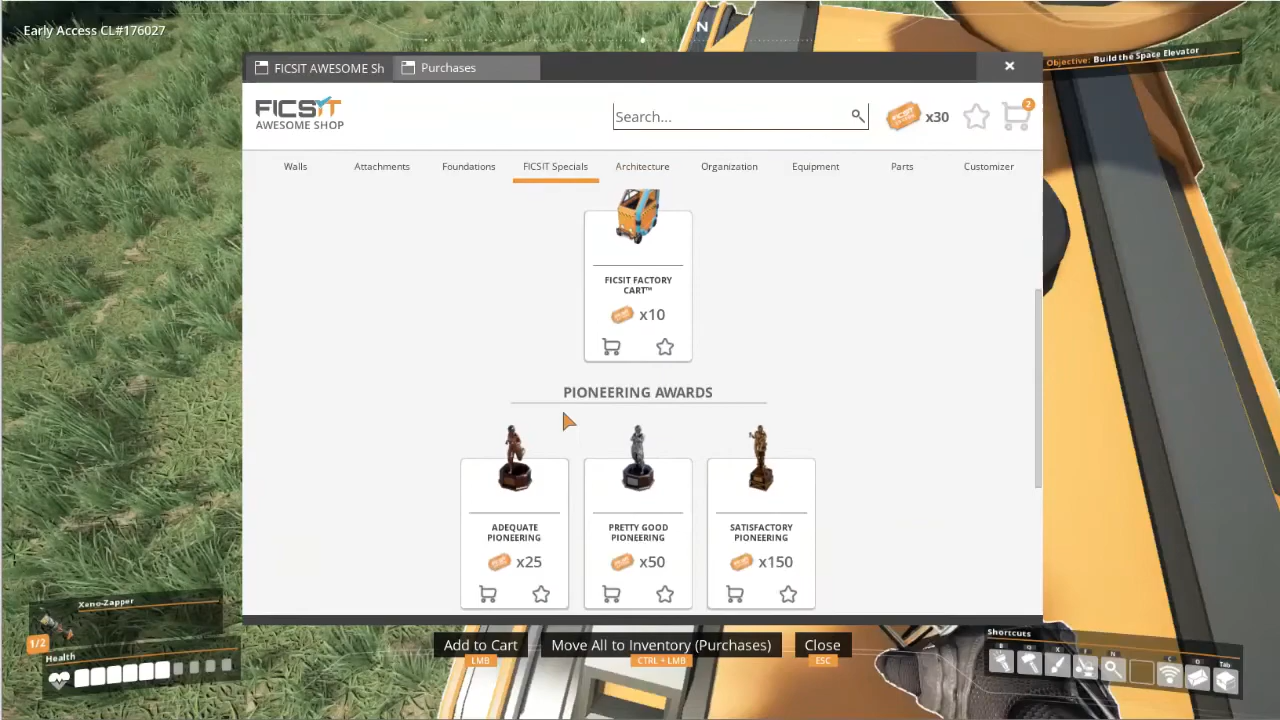 Early Access CL#176027
N
Objective: Build the Space Elevator
FICSIT AWESOME Sh
Purchases
FICSIT
AWESOME SHOP
Search...
x30
2
Walls
Attachments
Foundations
FICSIT Specials
Architecture
Organization
Equipment
Parts
Customizer
FICSIT FACTORY
CART™
x10
PIONEERING AWARDS
ADEQUATE
PIONEERING
x25
PRETTY GOOD
PIONEERING
x50
SATISFACTORY
PIONEERING
x150
Xeno-Zapper
1/2
Health
Add to Cart
LMB
Move All to Inventory (Purchases)
CTRL + LMB
Close
ESC
Shortcuts
Tab